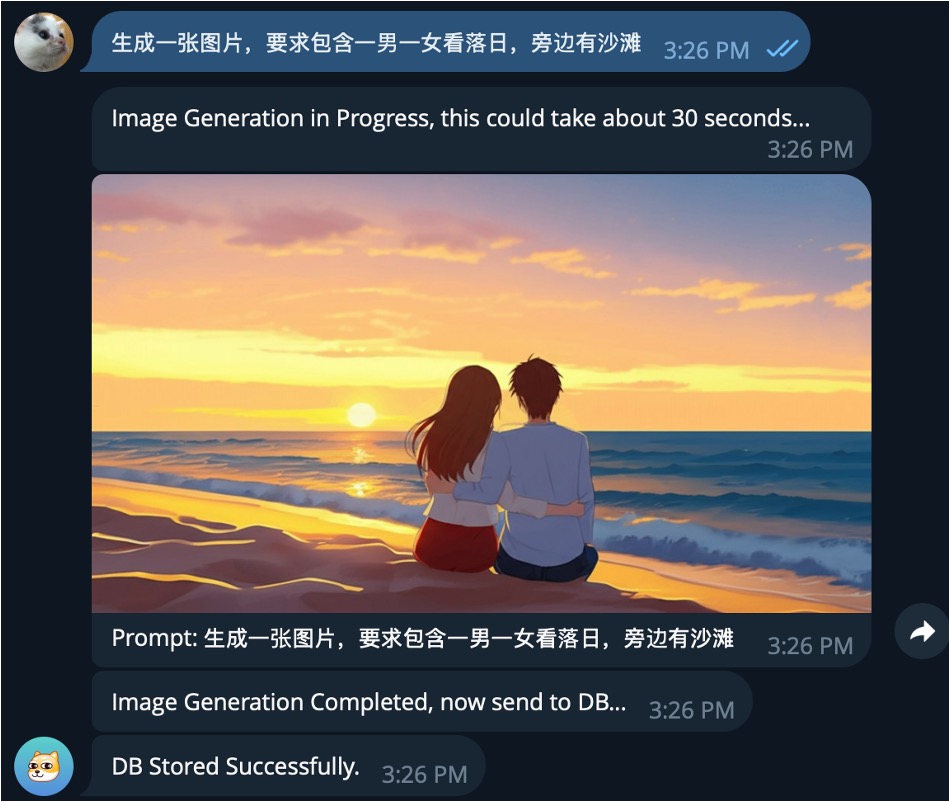 生成一张图片，要求包含一男一女看落日，旁边有沙滩 3:26 PM
Image Generation in Progress, this could take about 30 seconds...
3:26 PM
Prompt: 生成一张图片，要求包含一男一女看落日，旁边有沙滩 3:26 PM
Image Generation Completed, now send to DB... 3:26 PM
DB Stored Successfully. 3:26 PM